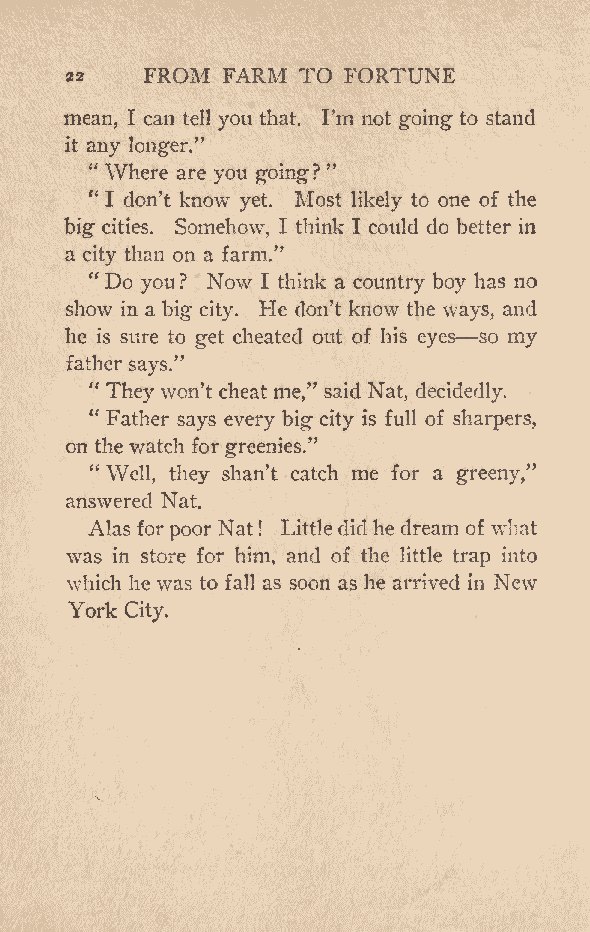 22 FROM FARM TO FORTUNE
mean, I can tell you that. I'm not going to stand
it any longer."
"Where are you going?"
"I don't know yet. Most likely to one of the
big cities. Somehow, I think I could do better in
a city than on a farm."
"Do you? Now I think a country boy has no
show in a big city. He don't know the ways, and
he is sure to get cheated out of his eyes—so my
father says."
"They won't cheat me," said Nat, decidedly.
"Father says every big city is full of sharpers,
on the watch for greenies."
"Well, they shan't catch me for a greeny,"
answered Nat.
Alas for poor Nat! Little did he dream of what
was in store for him, and of the little trap into
which he was to fall as soon as he arrived in New
York City.